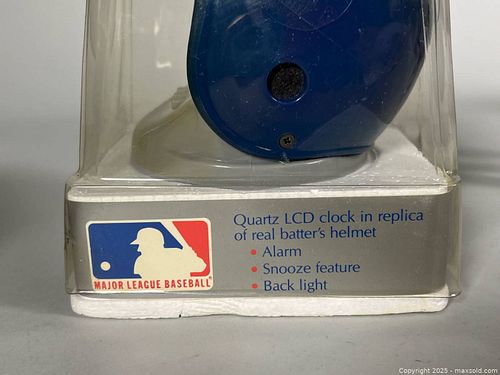 Quartz LCD clock in replica
of real batter's helmet
• Alarm
• Snooze feature
• Back light
MAJOR LEAGUE BASEBALL®
Copyright 2025 - maxsold.com